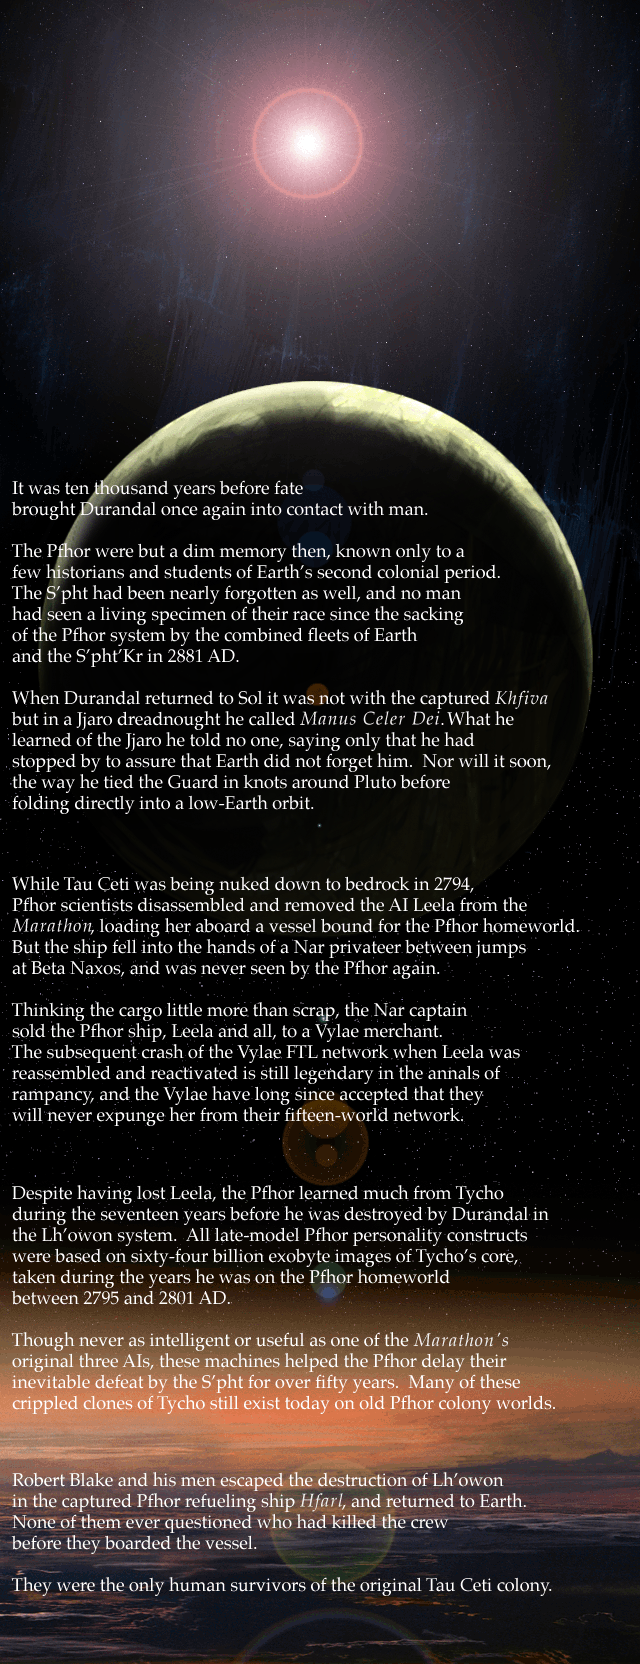 It was ten thousand years before fate
brought Durandal once again into contact with man.
The Pfhor were but a dim memory then, known only to a
few historians and students of Earth's second colonial period.
The S'pht had been nearly forgotten as well, and no man
had seen a living specimen of their race since the sacking
of the Pfhor system by the combined fleets of Earth
and the S'pht'Kr in 2881 AD.
When Durandal returned to Sol it was not with the captured Khfiva
but in a Jjaro dreadnought he called Manus Celer Dei. What he
learned of the Jjaro he told no one, saying only that he had
stopped by to assure that Earth did not forget him.  Nor will it soon,
the way he tied the Guard in knots around Pluto before
folding directly into a low-Earth orbit.
While Tau Ceti was being nuked down to bedrock in 2794,
Pfhor scientists disassembled and removed the AI Leela from the
Marathon, loading her aboard a vessel bound for the Pfhor homeworld.
But the ship fell into the hands of a Nar privateer between jumps
at Beta Naxos, and was never seen by the Pfhor again.
Thinking the cargo little more than scrap, the Nar captain
sold the Pfhor ship, Leela and all, to a Vylae merchant.
The subsequent crash of the Vylae FTL network when Leela was
reassembled and reactivated is still legendary in the annals of
rampancy, and the Vylae have long since accepted that they
will never expunge her from their fifteen-world network.
Despite having lost Leela, the Pfhor learned much from Tycho
during the seventeen years before he was destroyed by Durandal in
the Lh'owon system.  All late-model Pfhor personality constructs
were based on sixty-four billion exobyte images of Tycho's core,
taken during the years he was on the Pfhor homeworld
between 2795 and 2801 AD.
Though never as intelligent or useful as one of the Marathon's
original three AIs, these machines helped the Pfhor delay their
inevitable defeat by the S'pht for over fifty years.  Many of these
crippled clones of Tycho still exist today on old Pfhor colony worlds.
Robert Blake and his men escaped the destruction of Lh'owon
in the captured Pfhor refueling ship Hfarl, and returned to Earth.
None of them ever questioned who had killed the crew
before they boarded the vessel.
They were the only human survivors of the original Tau Ceti colony.